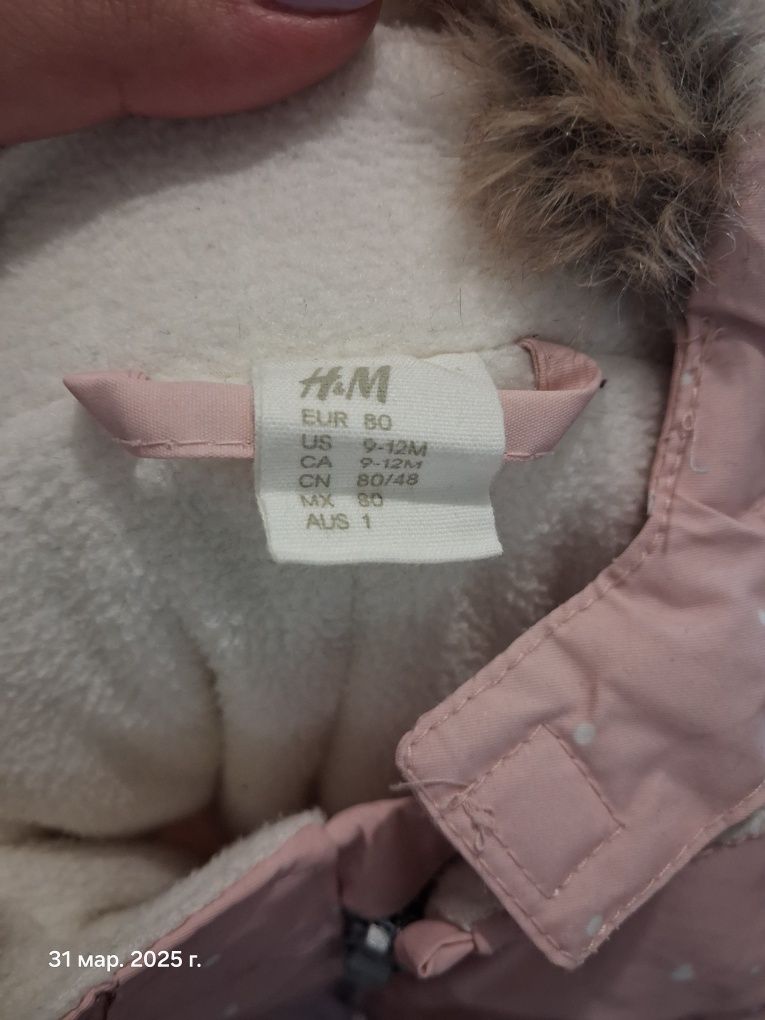 H&M
EUR 80
US 9-12M
CA 9-12M
CN 80/48
MX 80
AUS 1
31 мар. 2025 г.